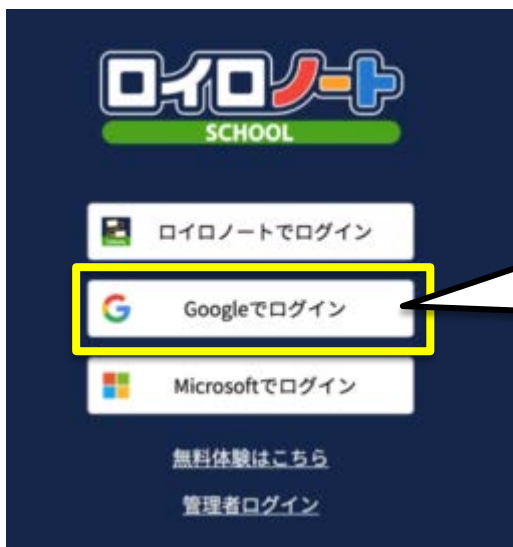 ロイロノート
SCHOOL
ロイロノートでログイン
Googleでログイン
Microsoftでログイン
無料体験はこちら
管理者ログイン